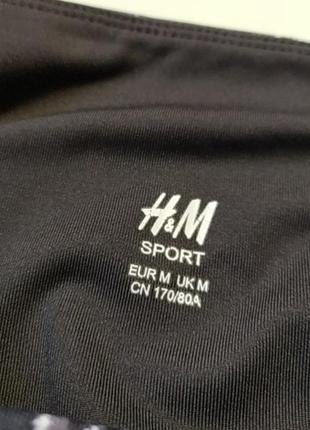 H&M
SPORT
EUR M UK M
CN 170/80A